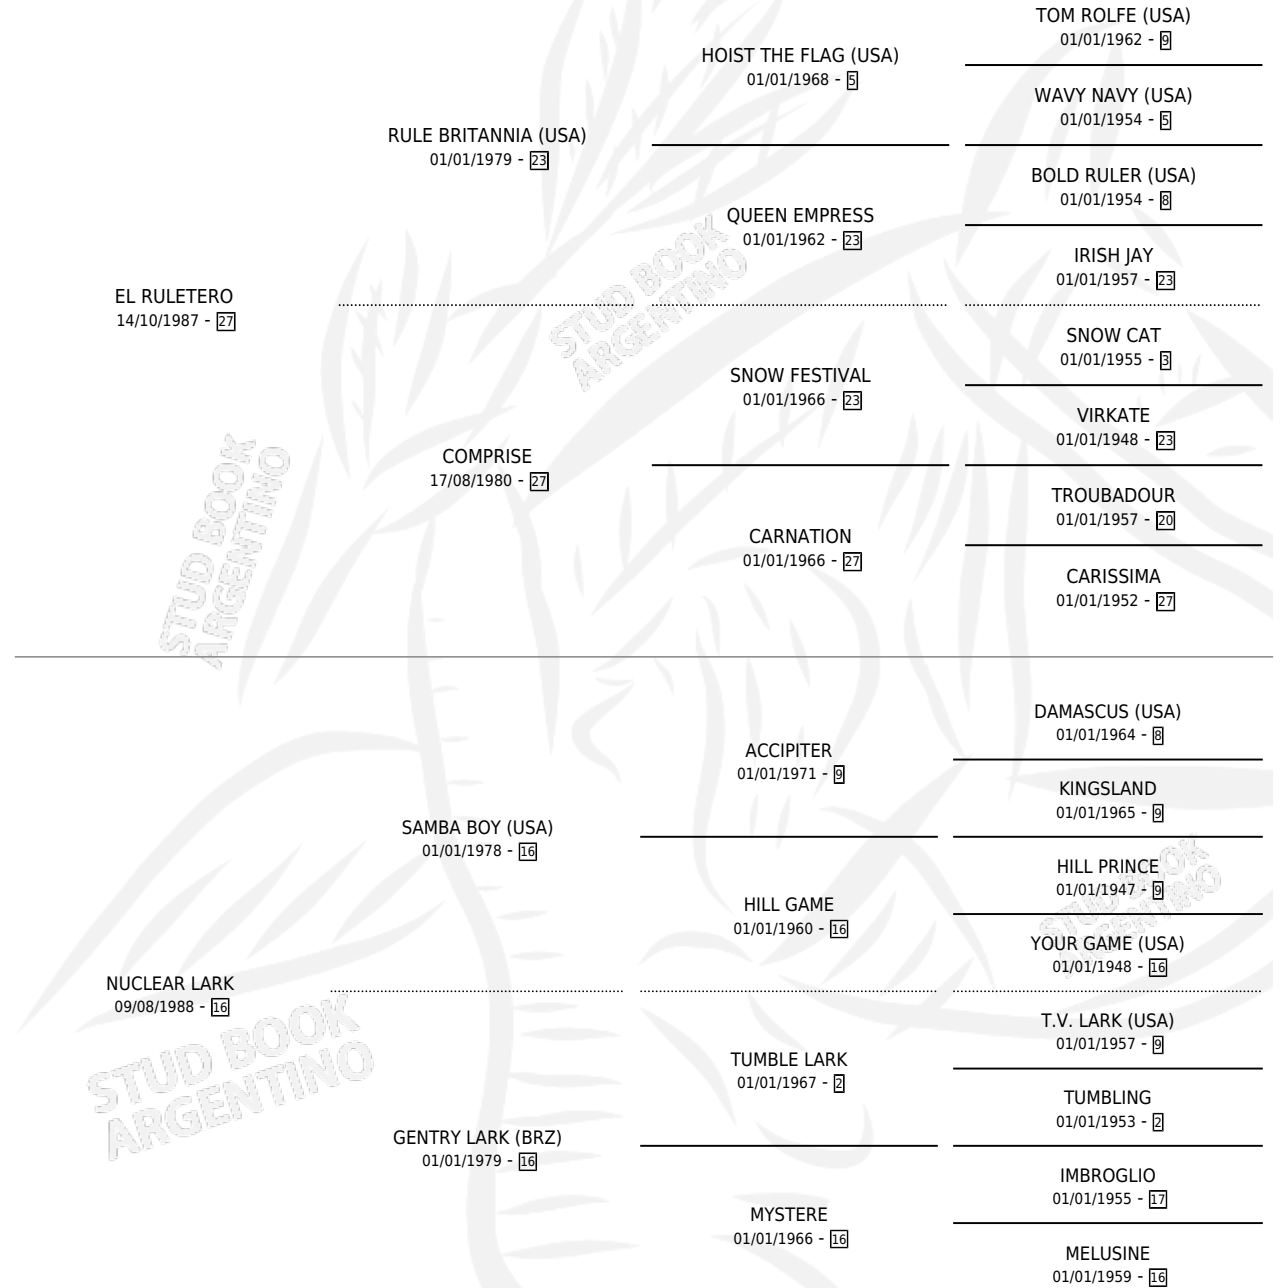 TOM ROLFE (USA)
01/01/1962 - 9
HOIST THE FLAG (USA)
01/01/1968 - 5
WAVY NAVY (USA)
01/01/1954 - 5
RULE BRITANNIA (USA)
01/01/1979 - 23
BOLD RULER (USA)
01/01/1954 - 8
QUEEN EMPRESS
01/01/1962 - 23
IRISH JAY
01/01/1957 - 23
EL RULETERO
14/10/1987 - 27
SNOW CAT
01/01/1955 - 3
SNOW FESTIVAL
01/01/1966 - 23
VIRKATE
01/01/1948 - 23
COMPRISE
17/08/1980 - 27
TROUBADOUR
01/01/1957 - 20
CARNATION
01/01/1966 - 27
CARISSIMA
01/01/1952 - 27
STUD BOOK
ARGENTINO
STUD BOOK
ARGENTINO
DAMASCUS (USA)
01/01/1964 - 8
ACCIPITER
01/01/1971 - 9
KINGSLAND
01/01/1965 - 9
SAMBA BOY (USA)
01/01/1978 - 16
HILL PRINCE
01/01/1947 - 9
HILL GAME
01/01/1960 - 16
YOUR GAME (USA)
01/01/1948 - 16
NUCLEAR LARK
09/08/1988 - 16
T.V. LARK (USA)
01/01/1957 - 9
TUMBLE LARK
01/01/1967 - 2
TUMBLING
01/01/1953 - 2
GENTRY LARK (BRZ)
01/01/1979 - 16
IMBROGLIO
01/01/1955 - 17
MYSTERE
01/01/1966 - 16
MELUSINE
01/01/1959 - 16
STUD BOOK
ARGENTINO
STUD BOOK
ARGENTINO